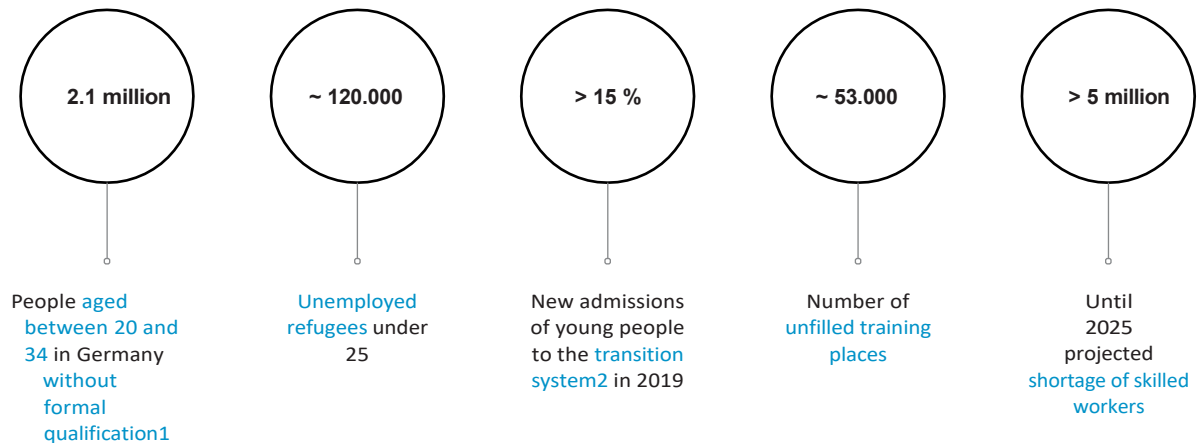 2.1 million
~ 120.000
> 15 %
~ 53.000
> 5 million
People aged
between 20 and
34 in Germany
without
formal
qualification1
Unemployed
refugees under
25
New admissions
of young people
to the transition
system2 in 2019
Number of
unfilled training
places
Until
2025
projected
shortage of skilled
workers